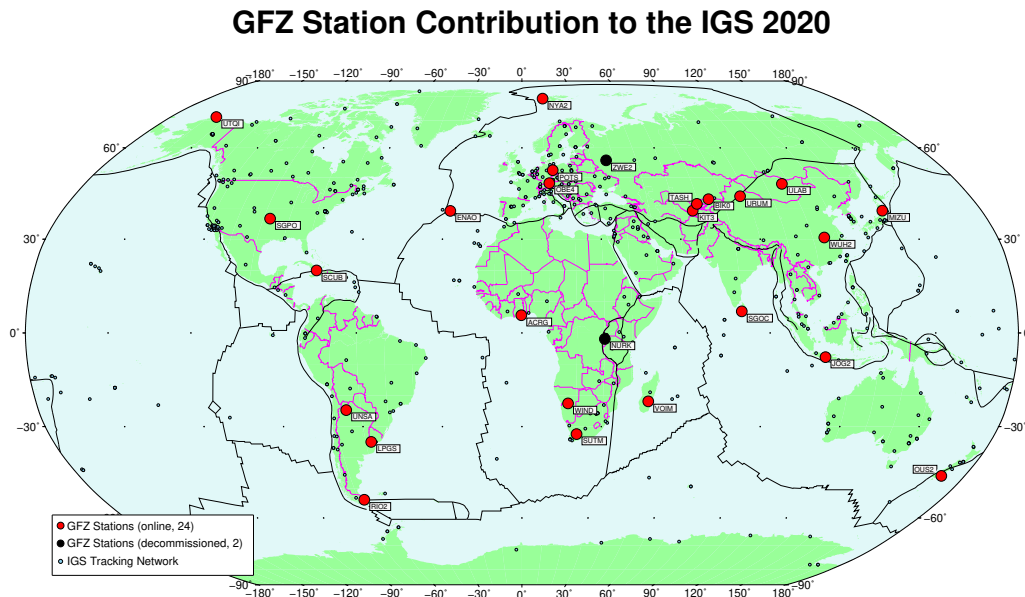 GFZ Station Contribution to the IGS 2020
−180˚ −150˚ −120˚ −90˚ −60˚ −30˚ 0˚ 30˚ 60˚ 90˚ 120˚ 150˚ 180˚
90˚ 90˚
NYA2
UTQI
60˚ 60˚
ZWE2
POTS
OBE4
ULAB
TASH
BIK0
URUM
ENAO
KIT3
MIZU
SGPO
30˚ 30˚
WUH2
SCUB
SGOC
ACRG
0˚ 0˚
NURK
JOG2
VOIM
WIND
UNSA
−30˚ −30˚
SUTM
LPGS
OUS2
RIO2
−60˚ −60˚
GFZ Stations (online, 24)
GFZ Stations (decommissioned, 2)
IGS Tracking Network
−90˚ −90˚
−180˚ −150˚ −120˚ −90˚ −60˚ −30˚ 0˚ 30˚ 60˚ 90˚ 120˚ 150˚ 180˚